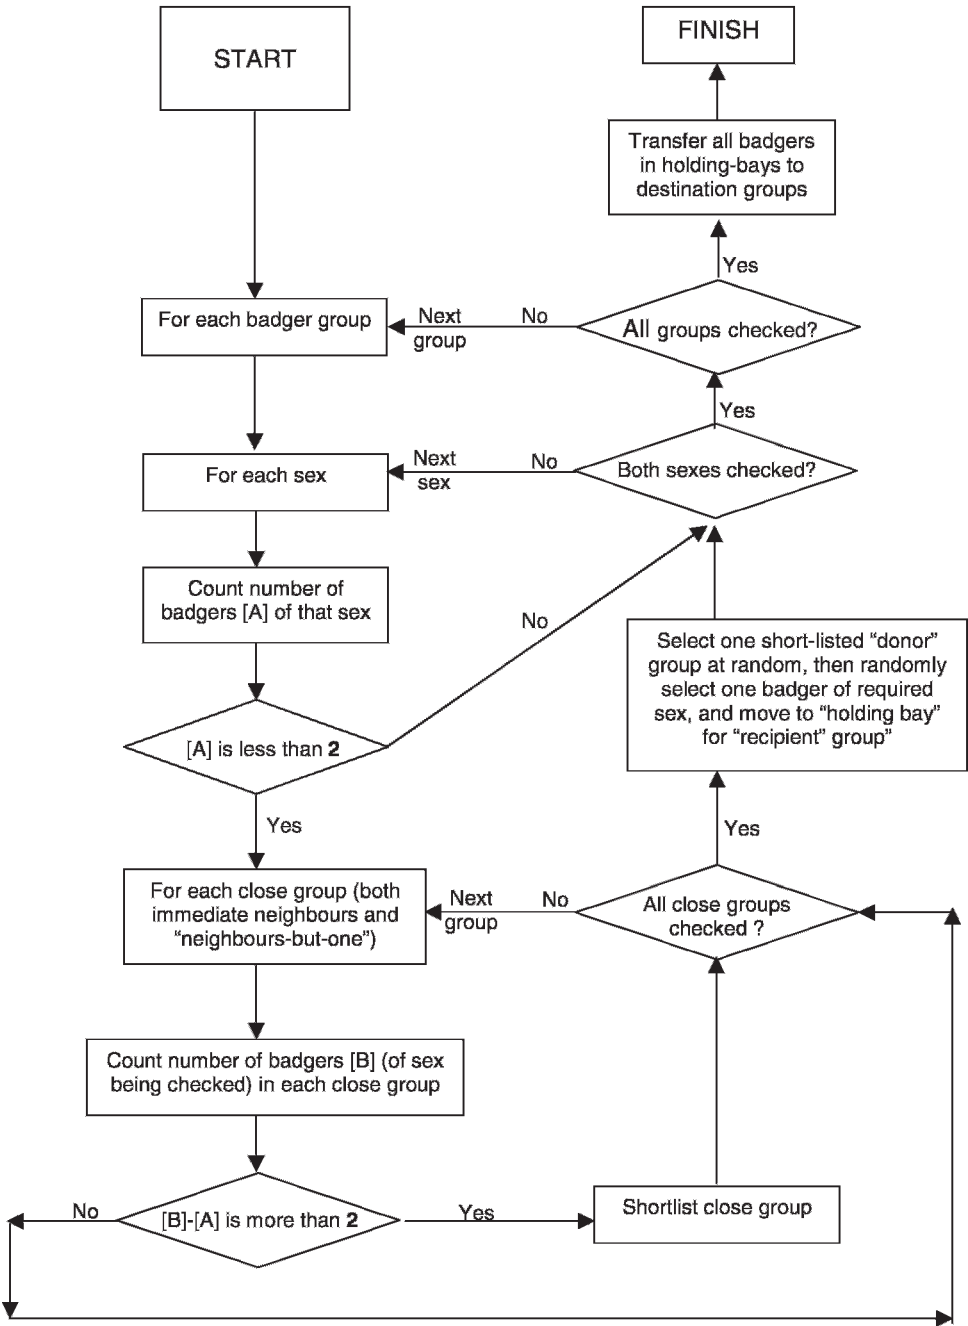 START
FINISH
Transfer all badgers
in holding-bays to
destination groups
Yes
For each badger group
Next
group
No
All groups checked?
Yes
For each sex
Next
sex
No
Both sexes checked?
Count number of
badgers [A] of that sex
No
Select one short-listed “donor”
group at random, then randomly
select one badger of required
sex, and move to “holding bay”
for “recipient” group”
[A] is less than 2
Yes
Yes
For each close group (both
immediate neighbours and
“neighbours-but-one”)
Next
group
No
All close groups
checked ?
Count number of badgers [B] (of sex
being checked) in each close group
No
[B]-[A] is more than 2
Yes
Shortlist close group